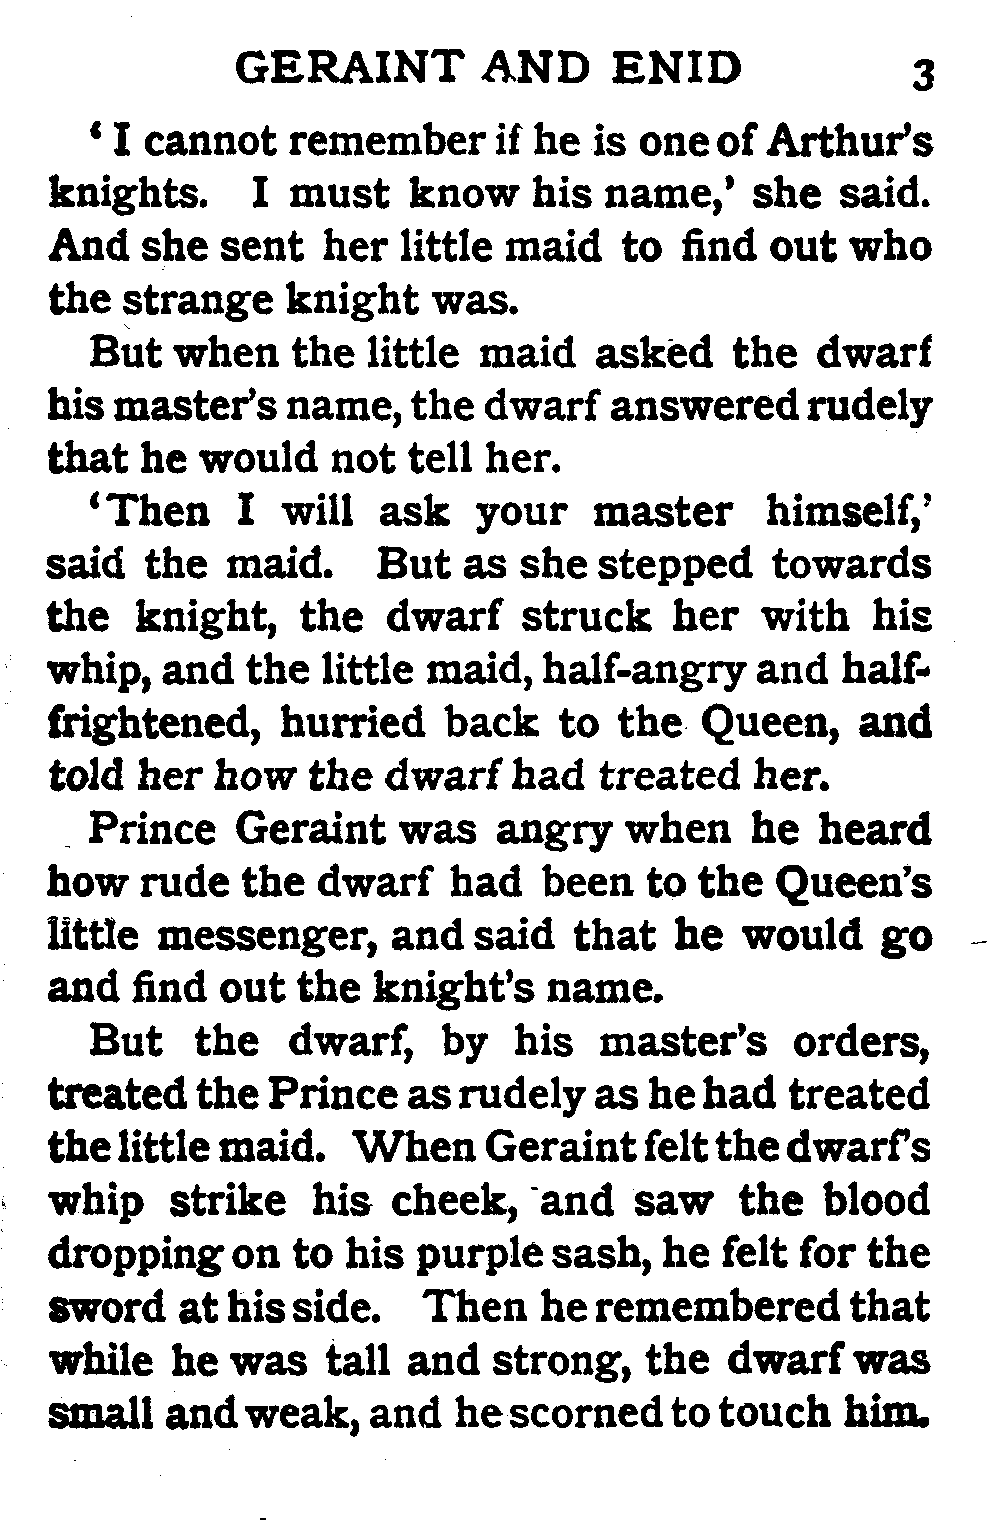 GERAINT AND ENID 3
‘ I cannot remember if he is one of Arthur’s
knights. I must know his name,’ she said.
And she sent her little maid to find out who
the strange knight was.
But when the little maid asked the dwarf
his master’s name, the dwarf answered rudely
that he would not tell her.
‘Then I will ask your master himself,’
said the maid. But as she stepped towards
the knight, the dwarf struck her with his
whip, and the little maid, half-angry and half-
frightened, hurried back to the Queen, and
told her how the dwarf had treated her.
Prince Geraint was angry when he heard
how rude the dwarf had been to the Queen’s
little messenger, and said that he would go
and find out the knight’s name.
But the dwarf, by his master’s orders,
treated the Prince as rudely as he had treated
the little maid. When Geraint felt the dwarf’s
whip strike his cheek, and saw the blood
dropping on to his purple sash, he felt for the
sword at his side. Then he remembered that
while he was tall and strong, the dwarf was
small and weak, and he scorned to touch him.